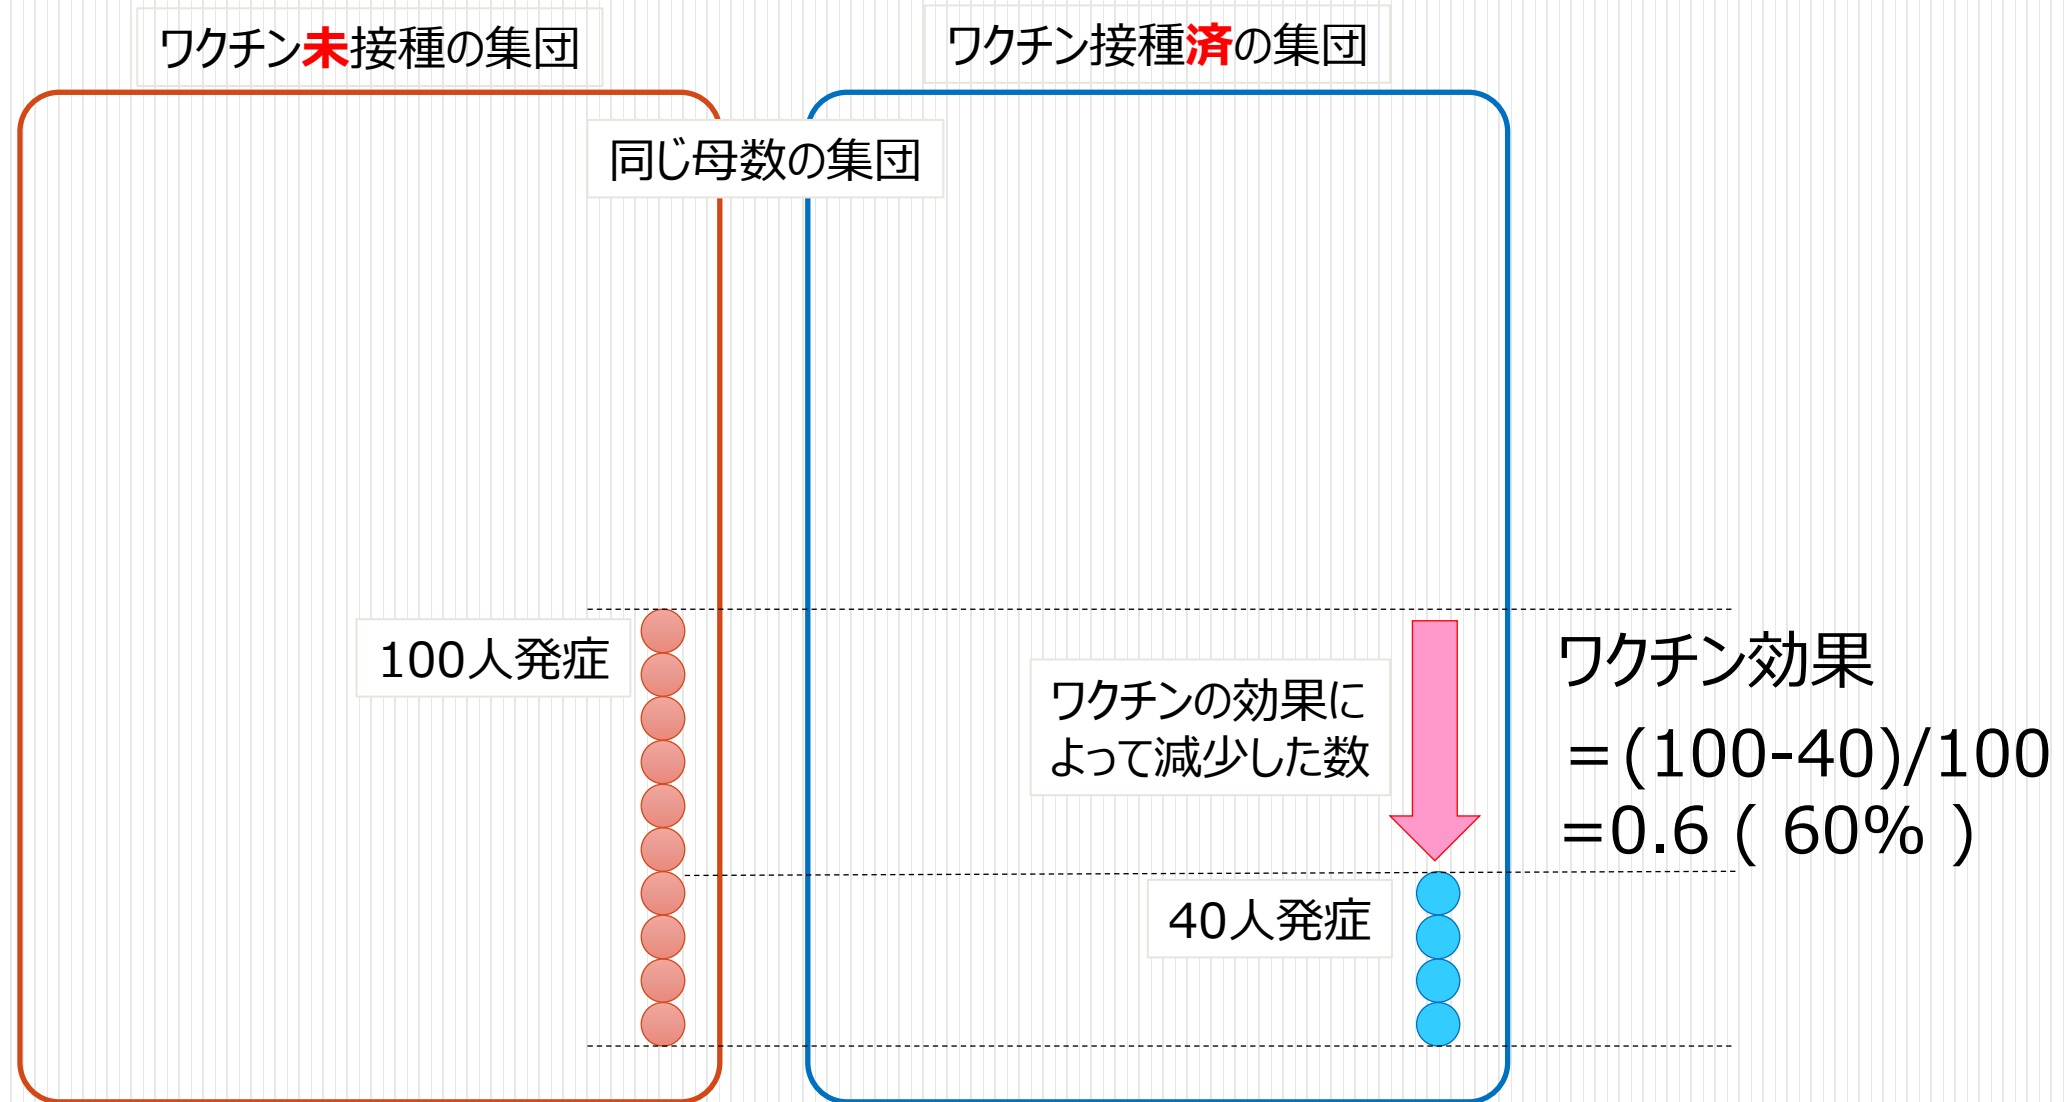 ワクチン未接種の集団
ワクチン接種済の集団
同じ母数の集団
100人発症
ワクチンの効果に
よって減少した数
40人発症
ワクチン効果
=(100-40)/100
=0.6 ( 60% )